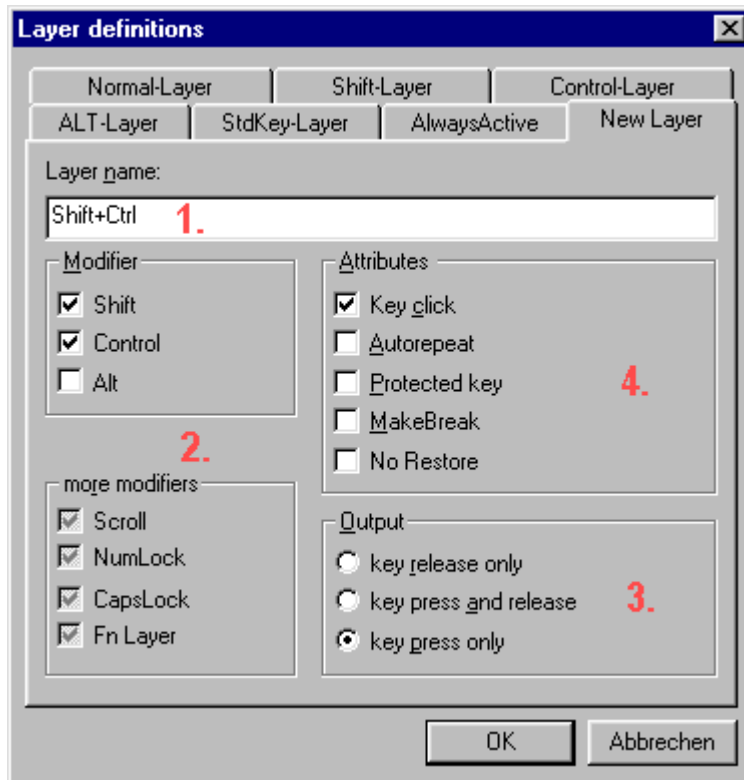 Layer definitions
Normal-Layer Shift-Layer Control-Layer
ALT-Layer StdKey-Layer AlwaysActive New Layer
Layer name:
Shift+Ctrl 1.
Modifier
Shift
Control
Alt
2.
more modifiers
Scroll
NumLock
CapsLock
Fn Layer
Attributes
Key click
Autorepeat
Protected key
4.
MakeBreak
No Restore
Output
key release only
key press and release
3.
key press only
OK Abbrechen